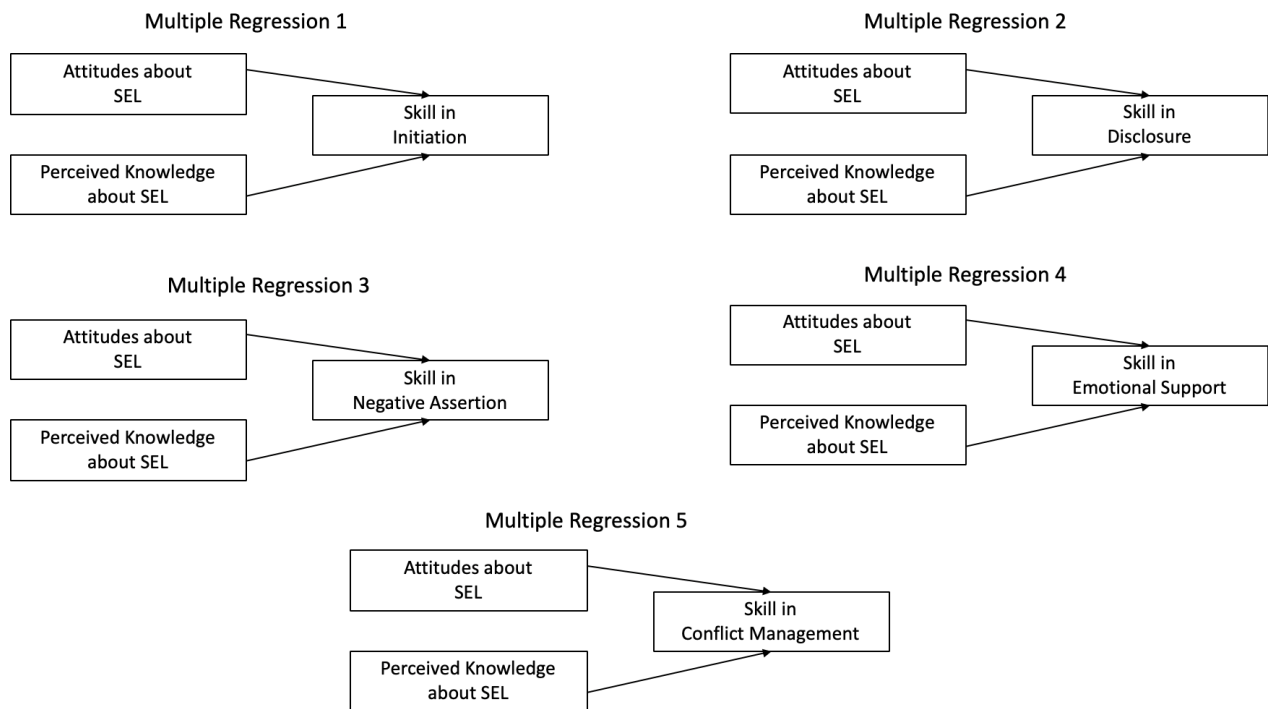 Multiple Regression 1
Attitudes about
SEL
Skill in
Initiation
Perceived Knowledge
about SEL
Multiple Regression 2
Attitudes about
SEL
Skill in
Disclosure
Perceived Knowledge
about SEL
Multiple Regression 3
Attitudes about
SEL
Skill in
Negative Assertion
Perceived Knowledge
about SEL
Multiple Regression 4
Attitudes about
SEL
Skill in
Emotional Support
Perceived Knowledge
about SEL
Multiple Regression 5
Attitudes about
SEL
Skill in
Conflict Management
Perceived Knowledge
about SEL